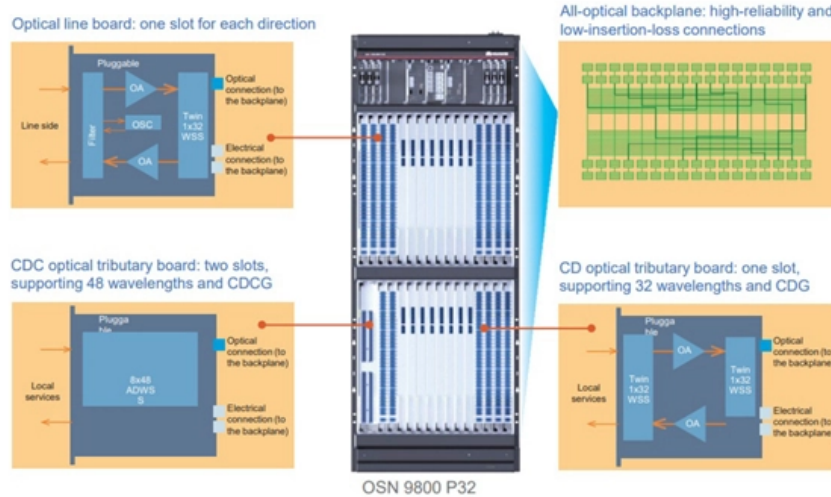 Optical line board: one slot for each direction
Pluggable
OA
Optical
connection (to
the backplane)
Line side
Filter
OSC
Twin
1x32
WSS
Electrical
connection (to
the backplane)
OA
All-optical backplane: high-reliability and
low-insertion-loss connections
CDC optical tributary board: two slots,
supporting 48 wavelengths and CDCG
Plugga
ble
Optical
connection (to
the backplane)
Local
services
8x48
ADWS
S
Electrical
connection (to
the backplane)
CD optical tributary board: one slot,
supporting 32 wavelengths and CDG
Plugga
ble
OA
Optical
connection (to
the backplane)
Local
services
Twin
1x32
WSS
Twin
1x32
WSS
OA
Electrical
connection (to
the backplane)
OSN 9800 P32